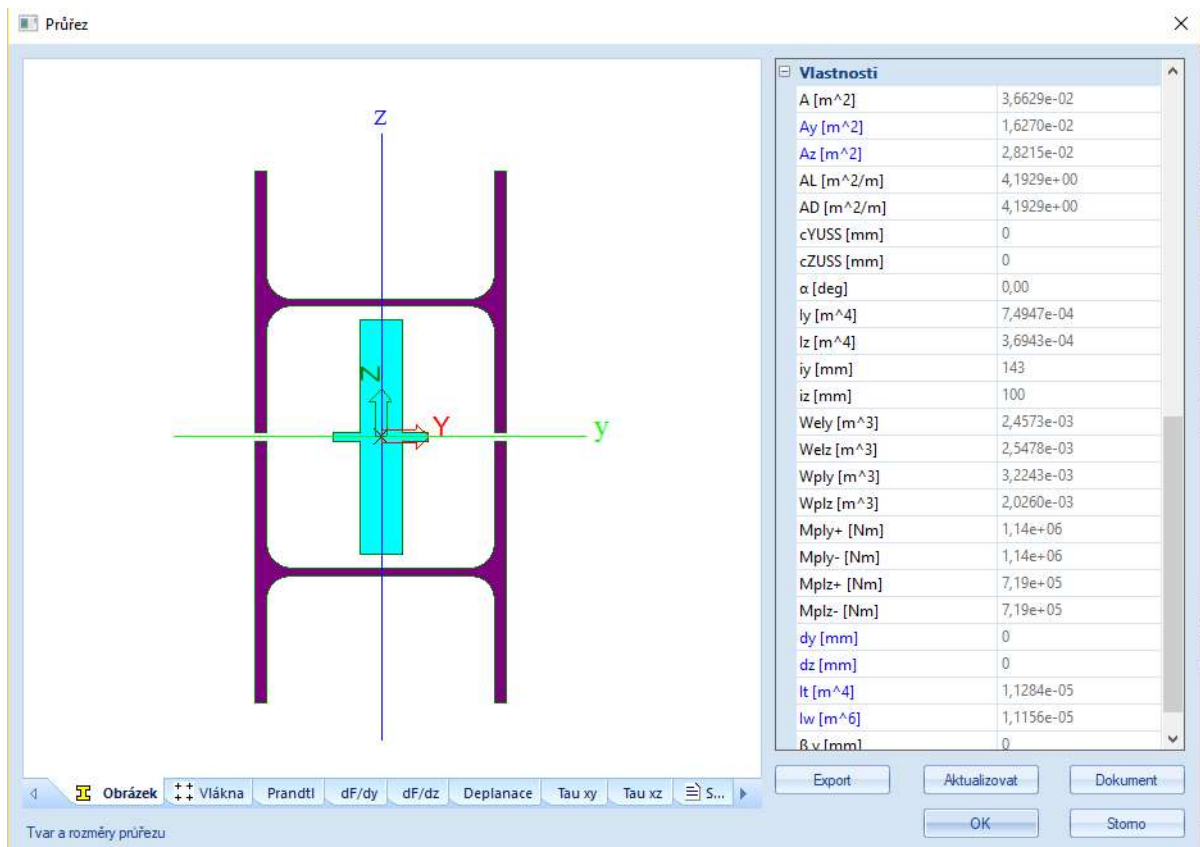 Průřez
z
N
Y
y
Vlastnosti
A [m^2] 3,6629e-02
Ay [m^2] 1,6270e-02
Az [m^2] 2,8215e-02
AL [m^2/m] 4,1929e+00
AD [m^2/m] 4,1929e+00
cYUSS [mm] 0
cZUSS [mm] 0
α [deg] 0,00
Iy [m^4] 7,4947e-04
Iz [m^4] 3,6943e-04
iy [mm] 143
iz [mm] 100
Wely [m^3] 2,4573e-03
Welz [m^3] 2,5478e-03
Wply [m^3] 3,2243e-03
Wplz [m^3] 2,0260e-03
Mply+ [Nm] 1,14e+06
Mply- [Nm] 1,14e+06
Mplz+ [Nm] 7,19e+05
Mplz- [Nm] 7,19e+05
dy [mm] 0
dz [mm] 0
It [m^4] 1,1284e-05
Iw [m^6] 1,1156e-05
β y [mm] 0
Obrázek Vlákna Prandtl dF/dy dF/dz Deplanace Tau xy Tau xz S...
Export Aktualizovat Dokument
OK Storno
Tvar a rozměry průřezu